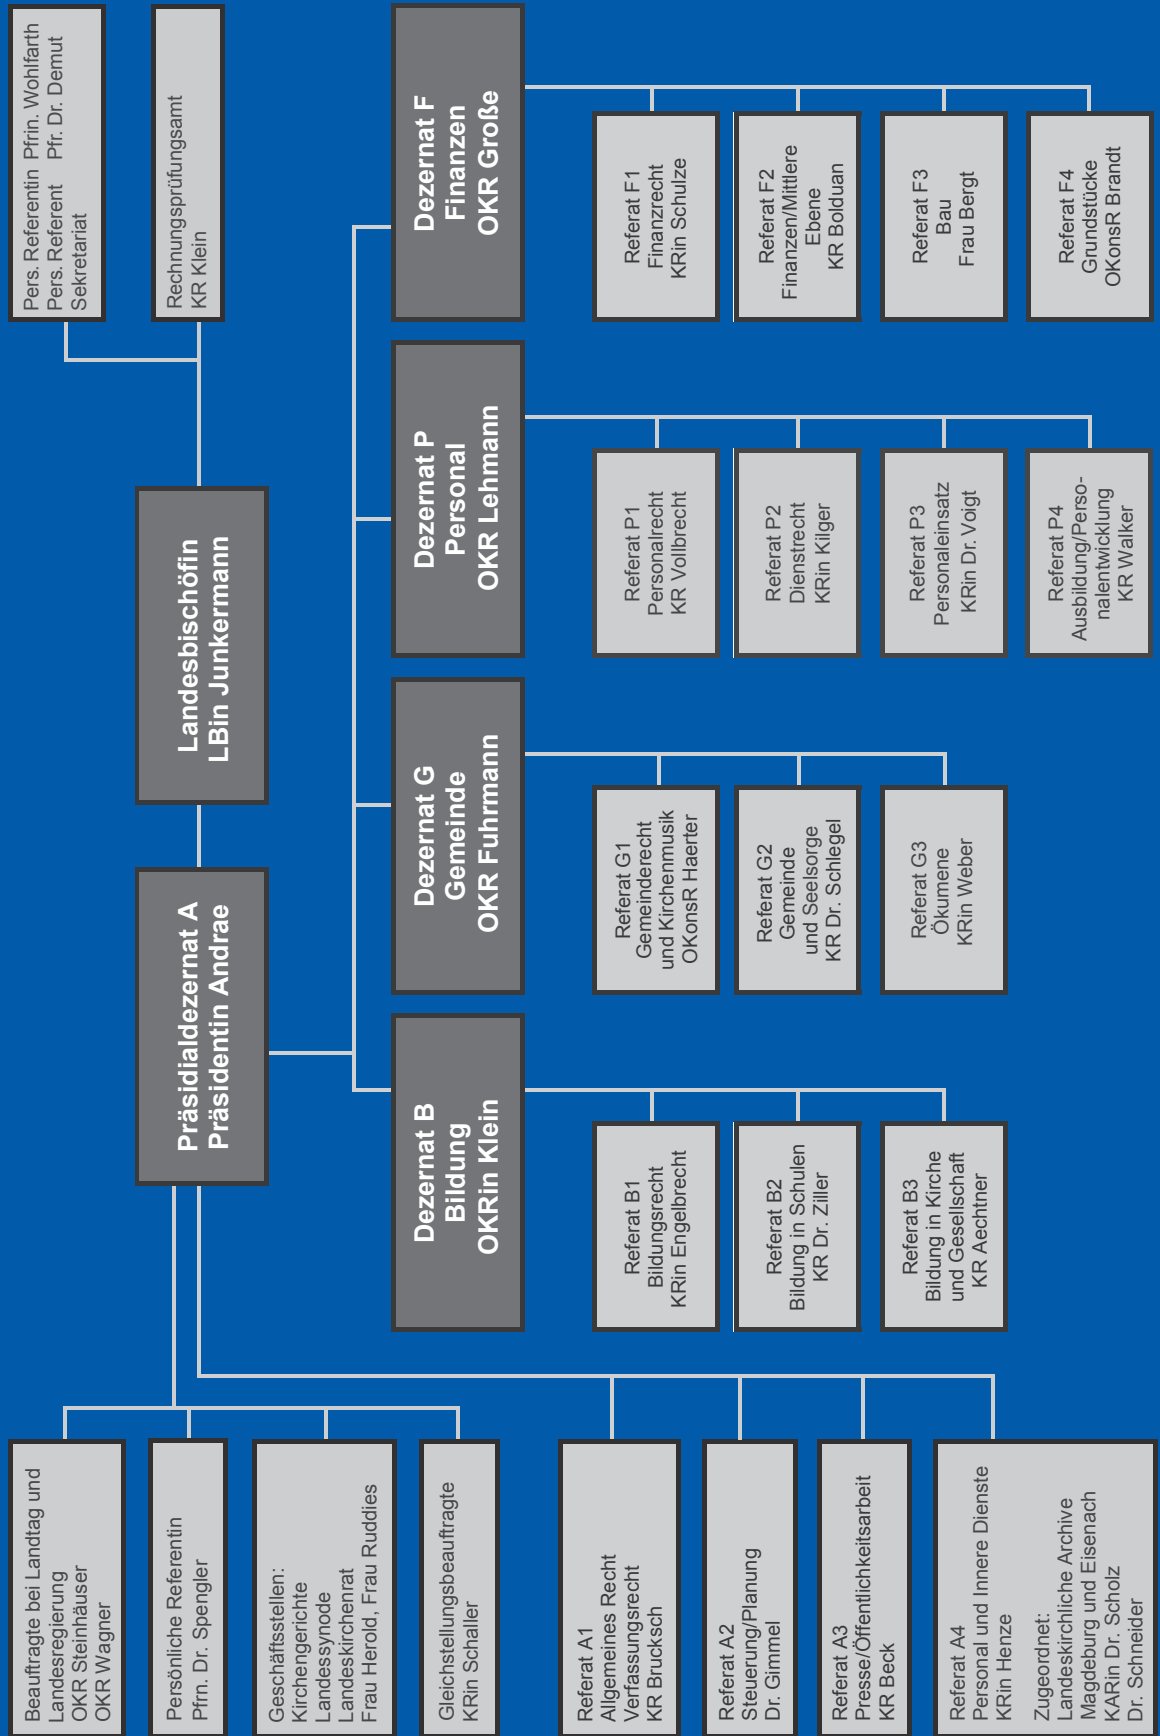 Beauftragte bei Landtag und
Landesregierung
OKR Steinhäuser
OKR Wagner
Persönliche Referentin
Pfrn. Dr. Spengler
Geschäftsstellen:
Kirchengerichte
Landessynode
Landeskirchenrat
Frau Herold, Frau Ruddies
Gleichstellungsbeauftragte
KRin Schaller
Referat A1
Allgemeines Recht
Verfassungsrecht
KR Brucksch
Referat A2
Steuerung/Planung
Dr. Gimmel
Referat A3
Presse/Öffentlichkeitsarbeit
KR Beck
Referat A4
Personal und Innere Dienste
KRin Henze
Zugeordnet:
Landeskirchliche Archive
Magdeburg und Eisenach
KARin Dr. Scholz
Dr. Schneider
Präsidialdezernat A
Präsidentin Andrae
Landesbischöfin
LBin Junkermann
Pers. Referentin Pfrin. Wohlfarth
Pers. Referent Pfr. Dr. Demut
Sekretariat
Rechnungsprüfungsamt
KR Klein
Dezernat B
Bildung
OKRin Klein
Referat B1
Bildungsrecht
KRin Engelbrecht
Referat B2
Bildung in Schulen
KR Dr. Ziller
Referat B3
Bildung in Kirche
und Gesellschaft
KR Aechtner
Dezernat G
Gemeinde
OKR Fuhrmann
Referat G1
Gemeinderecht
und Kirchenmusik
OKonsR Haerter
Referat G2
Gemeinde
und Seelsorge
KR Dr. Schlegel
Referat G3
Ökumene
KRin Weber
Dezernat P
Personal
OKR Lehmann
Referat P1
Personalrecht
KR Vollbrecht
Referat P2
Dienstrecht
KRin Kilger
Referat P3
Personaleinsatz
KRin Dr. Voigt
Referat P4
Ausbildung/Perso-
nalentwicklung
KR Walker
Dezernat F
Finanzen
OKR Große
Referat F1
Finanzrecht
KRin Schulze
Referat F2
Finanzen/Mittlere
Ebene
KR Bolduan
Referat F3
Bau
Frau Bergt
Referat F4
Grundstücke
OKonsR Brandt